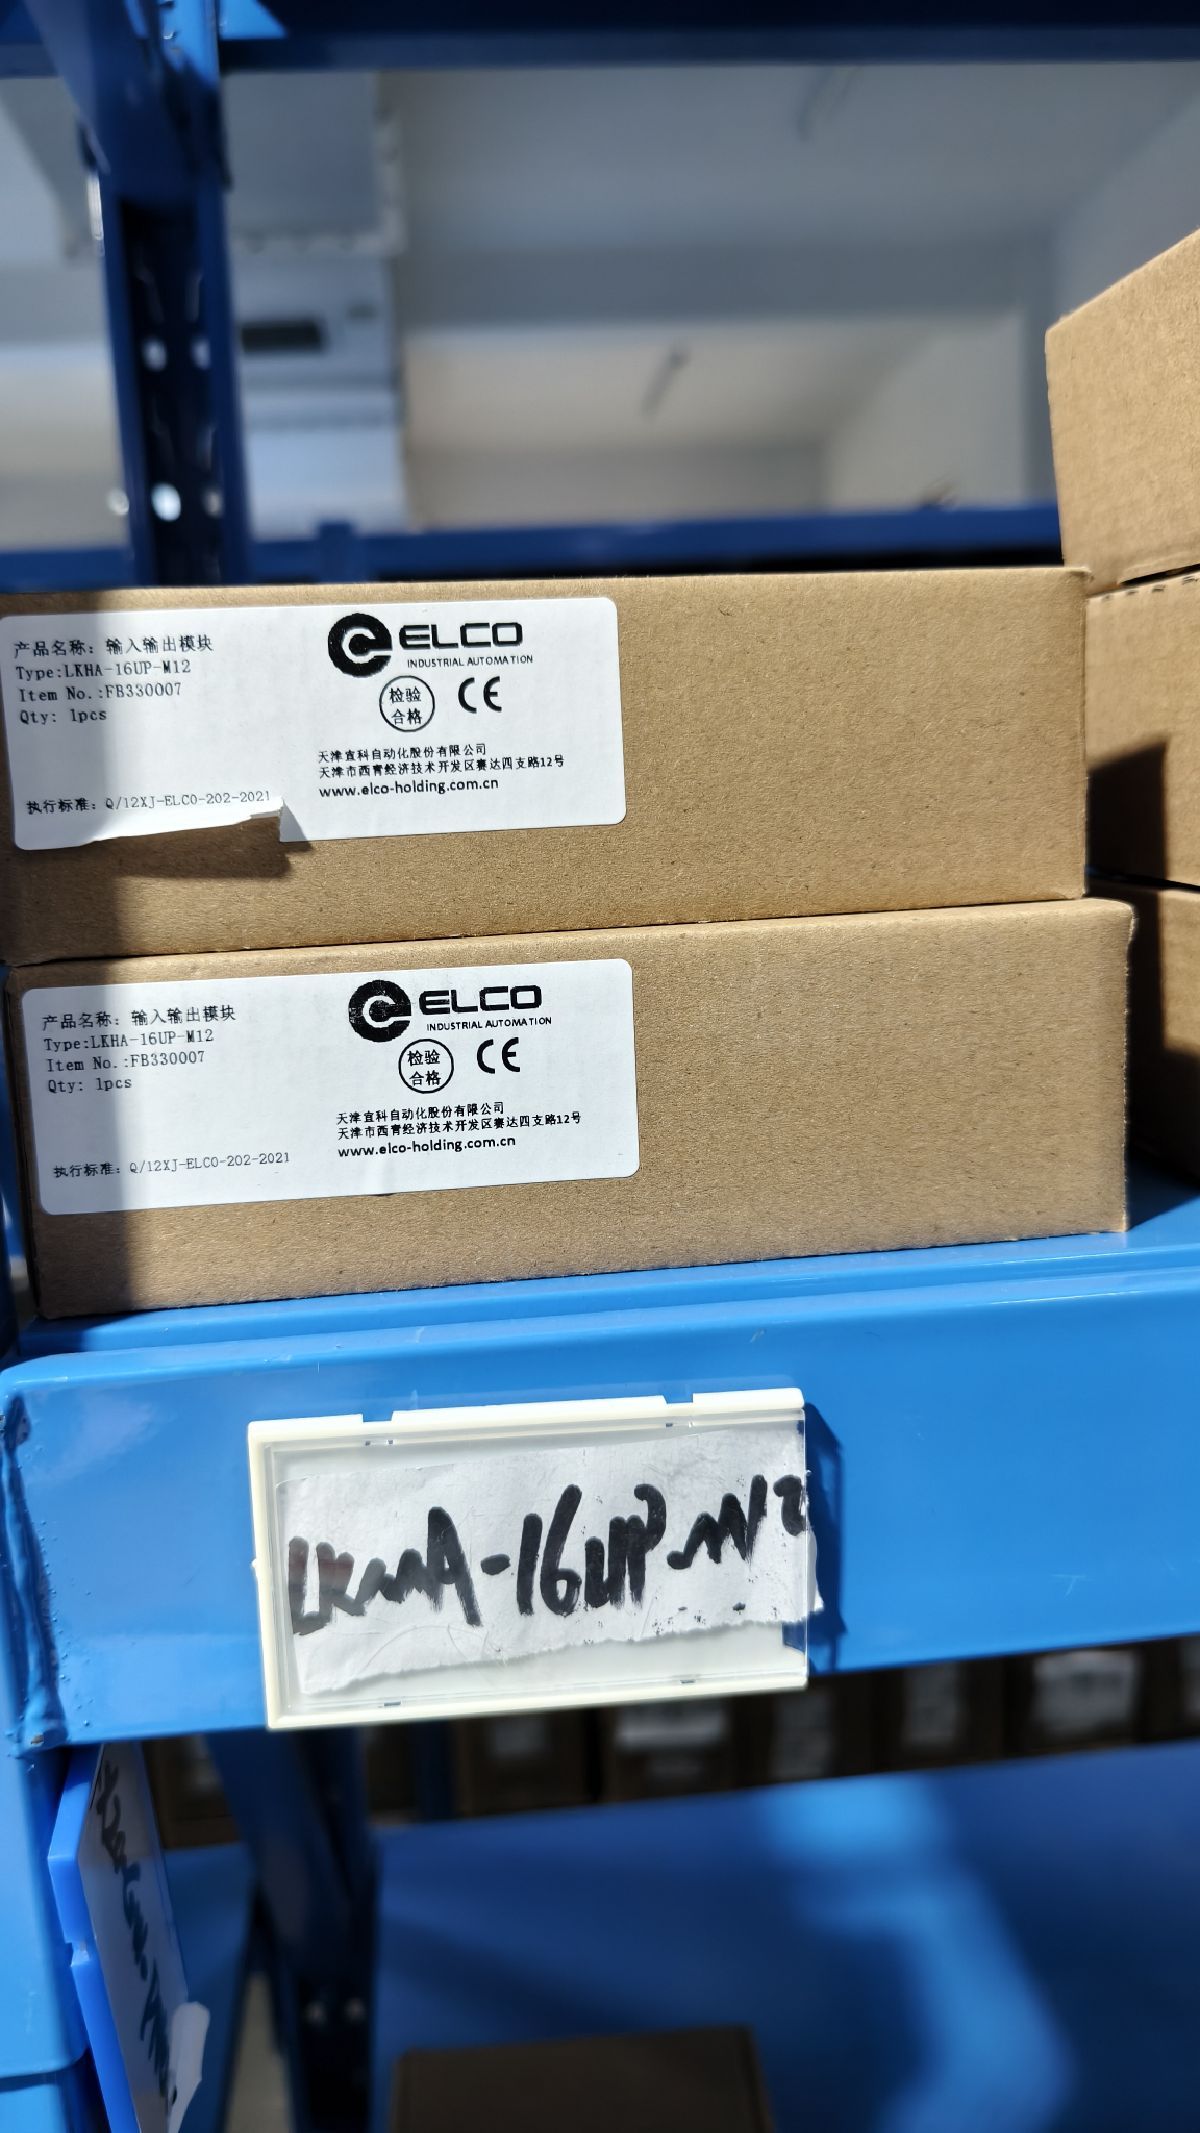 产品名称：输入输出模块
Type:LKHA-16UP-M12
Item No.:FB330007
Qty: 1pcs
执行标准：Q/12XJ-ELCO-202-2021
ELCO
INDUSTRIAL AUTOMATION
检验
合格
CE
天津宜科自动化股份有限公司
天津市西青经济技术开发区赛达四支路12号
www.elco-holding.com.cn
产品名称：输入输出模块
Type:LKHA-16UP-M12
Item No.:FB330007
Qty: 1pcs
执行标准：Q/12XJ-ELCO-202-2021
ELCO
INDUSTRIAL AUTOMATION
检验
合格
CE
天津宜科自动化股份有限公司
天津市西青经济技术开发区赛达四支路12号
www.elco-holding.com.cn
LKHA-16UP-M12